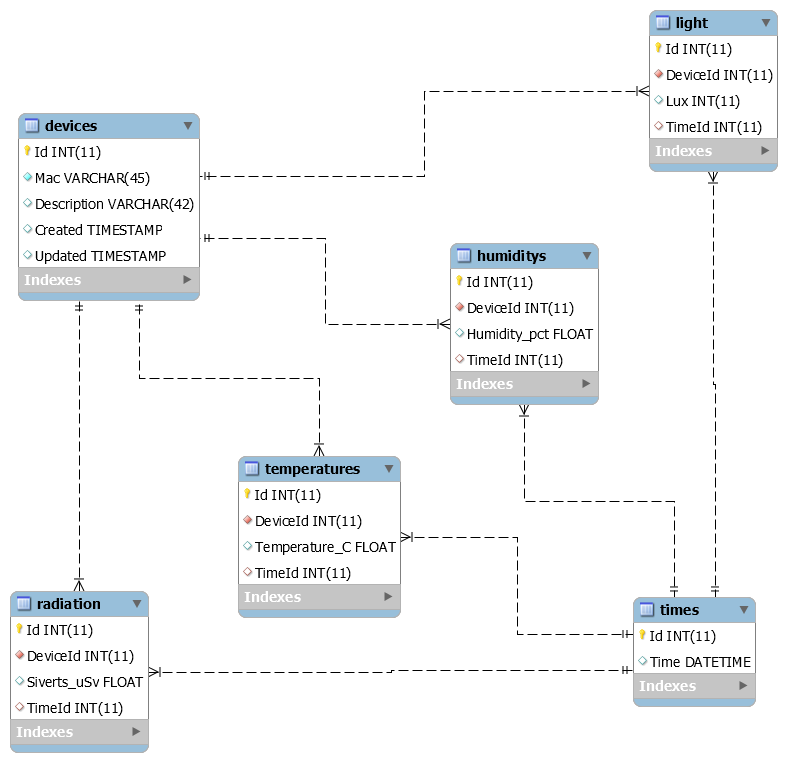 light
Id INT(11)
DeviceId INT(11)
Lux INT(11)
TimeId INT(11)
Indexes
devices
Id INT(11)
Mac VARCHAR(45)
Description VARCHAR(42)
Created TIMESTAMP
Updated TIMESTAMP
Indexes
humiditys
Id INT(11)
DeviceId INT(11)
Humidity_pct FLOAT
TimeId INT(11)
Indexes
temperatures
Id INT(11)
DeviceId INT(11)
Temperature_C FLOAT
TimeId INT(11)
Indexes
radiation
Id INT(11)
DeviceId INT(11)
Siverts_uSv FLOAT
TimeId INT(11)
Indexes
times
Id INT(11)
Time DATETIME
Indexes